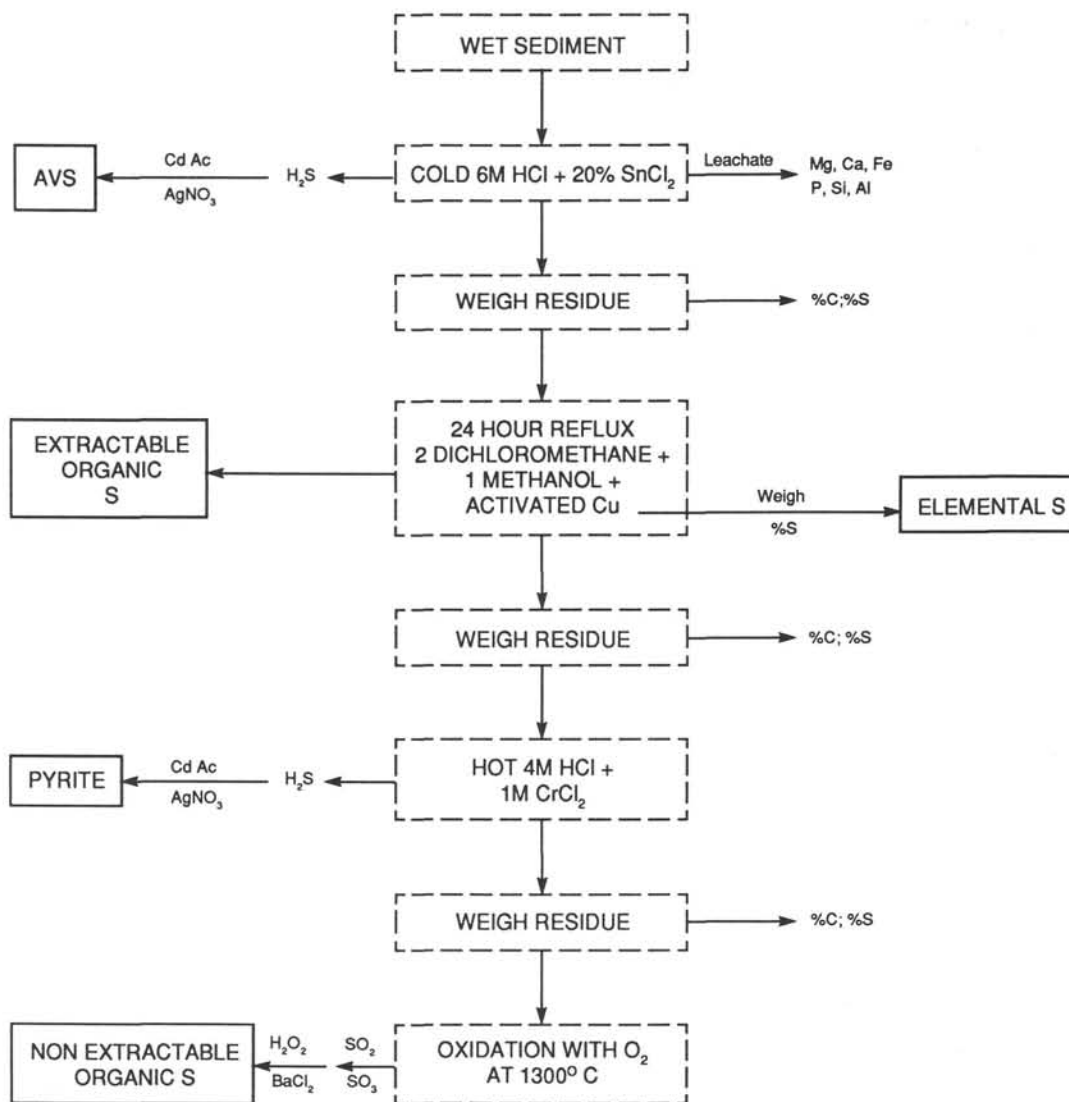 WET SEDIMENT
AVS
Cd Ac
AgNO₃
H₂S
COLD 6M HCl + 20% SnCl₂
Leachate
Mg, Ca, Fe
P, Si, Al
WEIGH RESIDUE
%C;%S
EXTRACTABLE
ORGANIC
S
24 HOUR REFLUX
2 DICHLOROMETHANE +
1 METHANOL +
ACTIVATED Cu
Weigh
%S
ELEMENTAL S
WEIGH RESIDUE
%C; %S
PYRITE
Cd Ac
AgNO₃
H₂S
HOT 4M HCl +
1M CrCl₂
WEIGH RESIDUE
%C; %S
NON EXTRACTABLE
ORGANIC S
H₂O₂
BaCl₂
SO₂
SO₃
OXIDATION WITH O₂
AT 1300° C